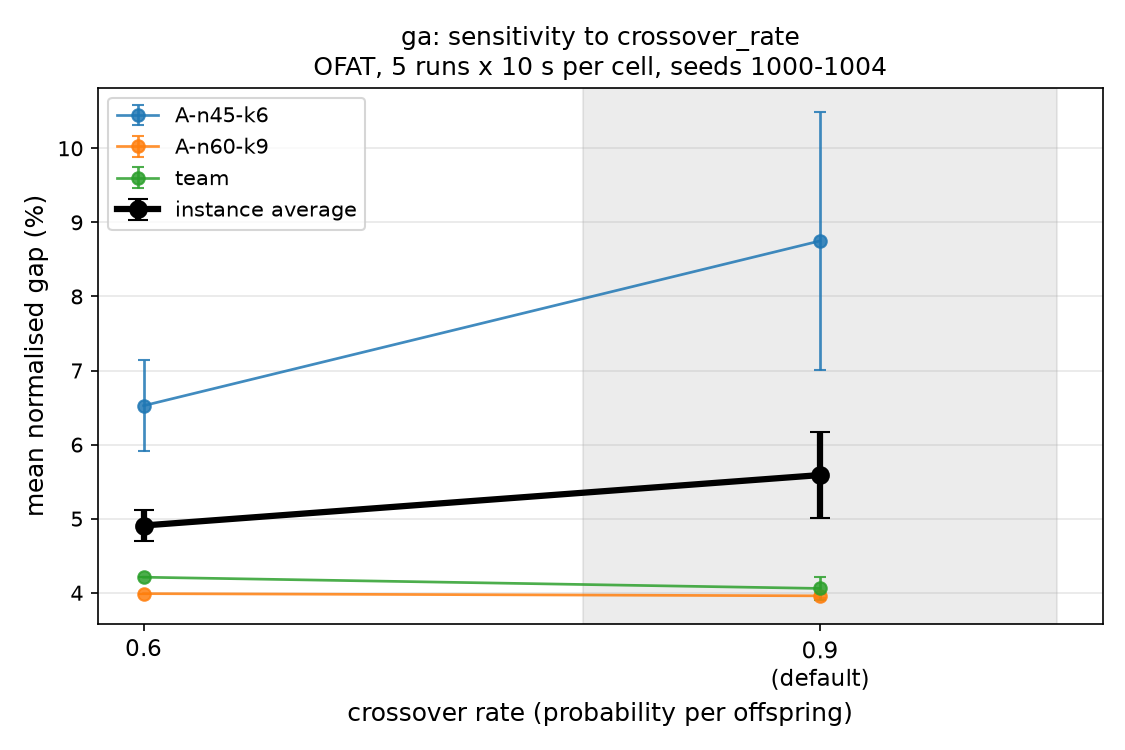 ga: sensitivity to crossover_rate
OFAT, 5 runs x 10 s per cell, seeds 1000-1004
A-n45-k6
A-n60-k9
team
instance average
mean normalised gap (%)
10
9
8
7
6
5
4
0.6
0.9
(default)
crossover rate (probability per offspring)